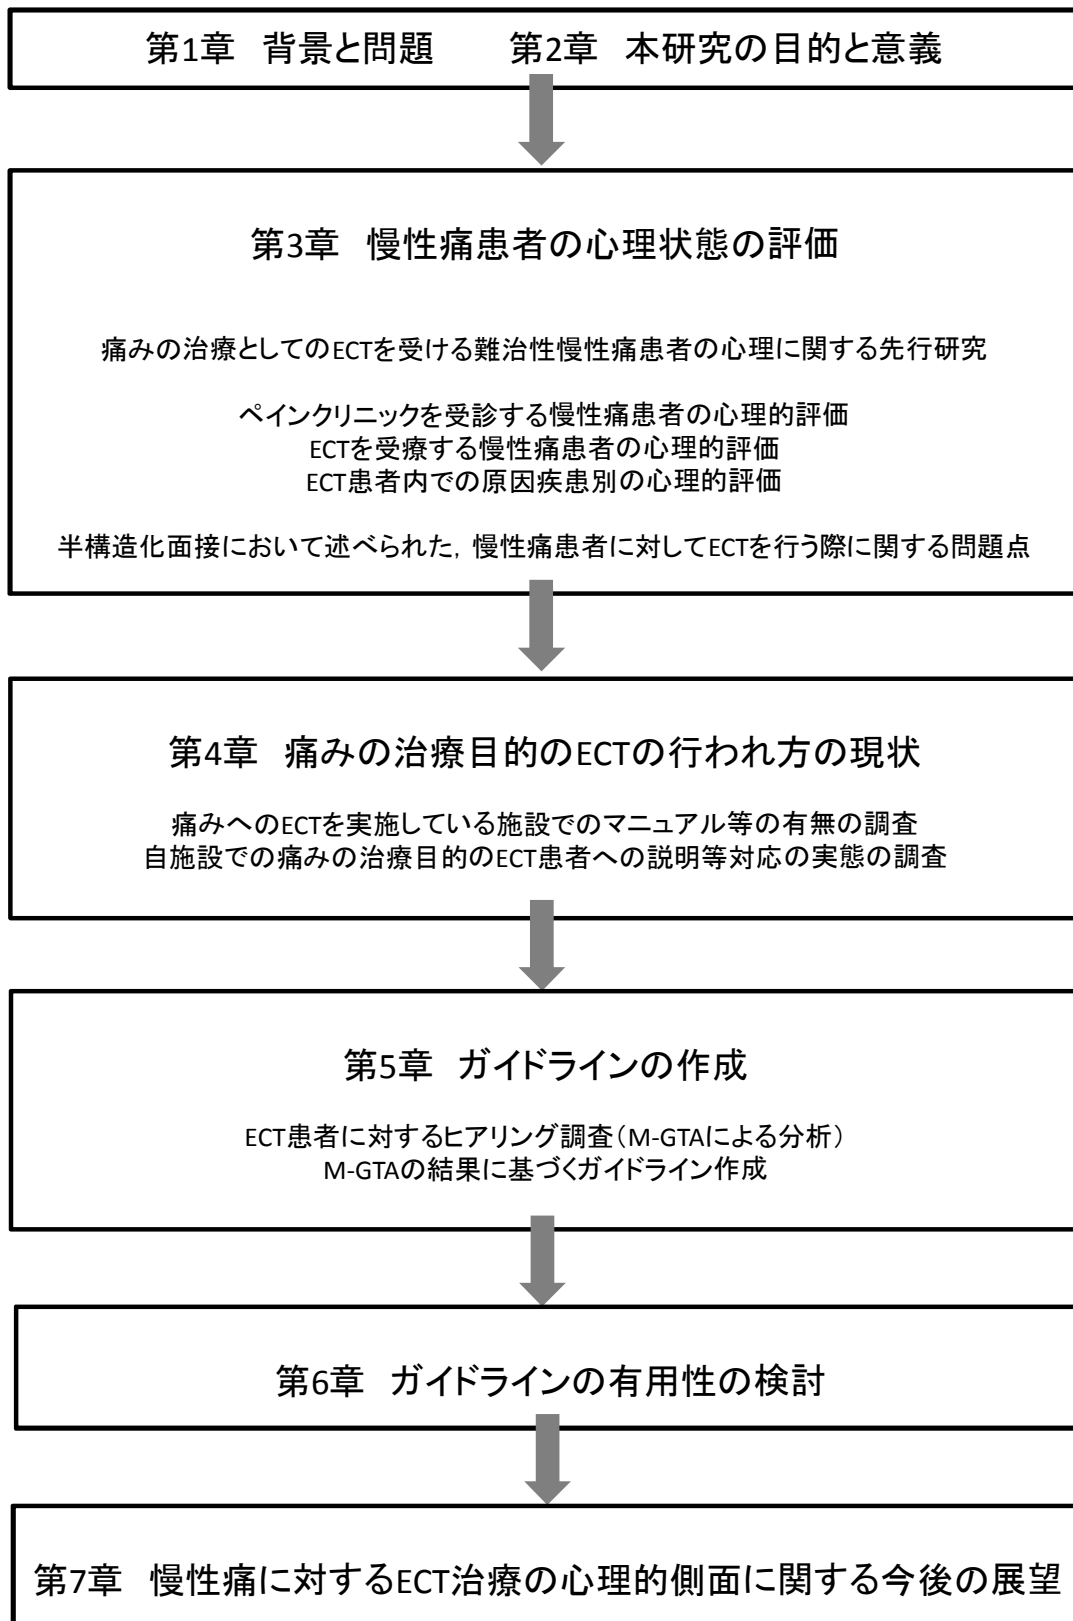 第1章 背景と問題　　第2章 本研究の目的と意義
第3章 慢性痛患者の心理状態の評価
痛みの治療としてのECTを受ける難治性慢性痛患者の心理に関する先行研究
ペインクリニックを受診する慢性痛患者の心理的評価
ECTを受療する慢性痛患者の心理的評価
ECT患者内での原因疾患別の心理的評価
半構造化面接において述べられた，慢性痛患者に対してECTを行う際に関する問題点
第4章 痛みの治療目的のECTの行われ方の現状
痛みへのECTを実施している施設でのマニュアル等の有無の調査
自施設での痛みの治療目的のECT患者への説明等対応の実態の調査
第5章 ガイドラインの作成
ECT患者に対するヒアリング調査（M-GTAによる分析）
M-GTAの結果に基づくガイドライン作成
第6章 ガイドラインの有用性の検討
第7章 慢性痛に対するECT治療の心理的側面に関する今後の展望